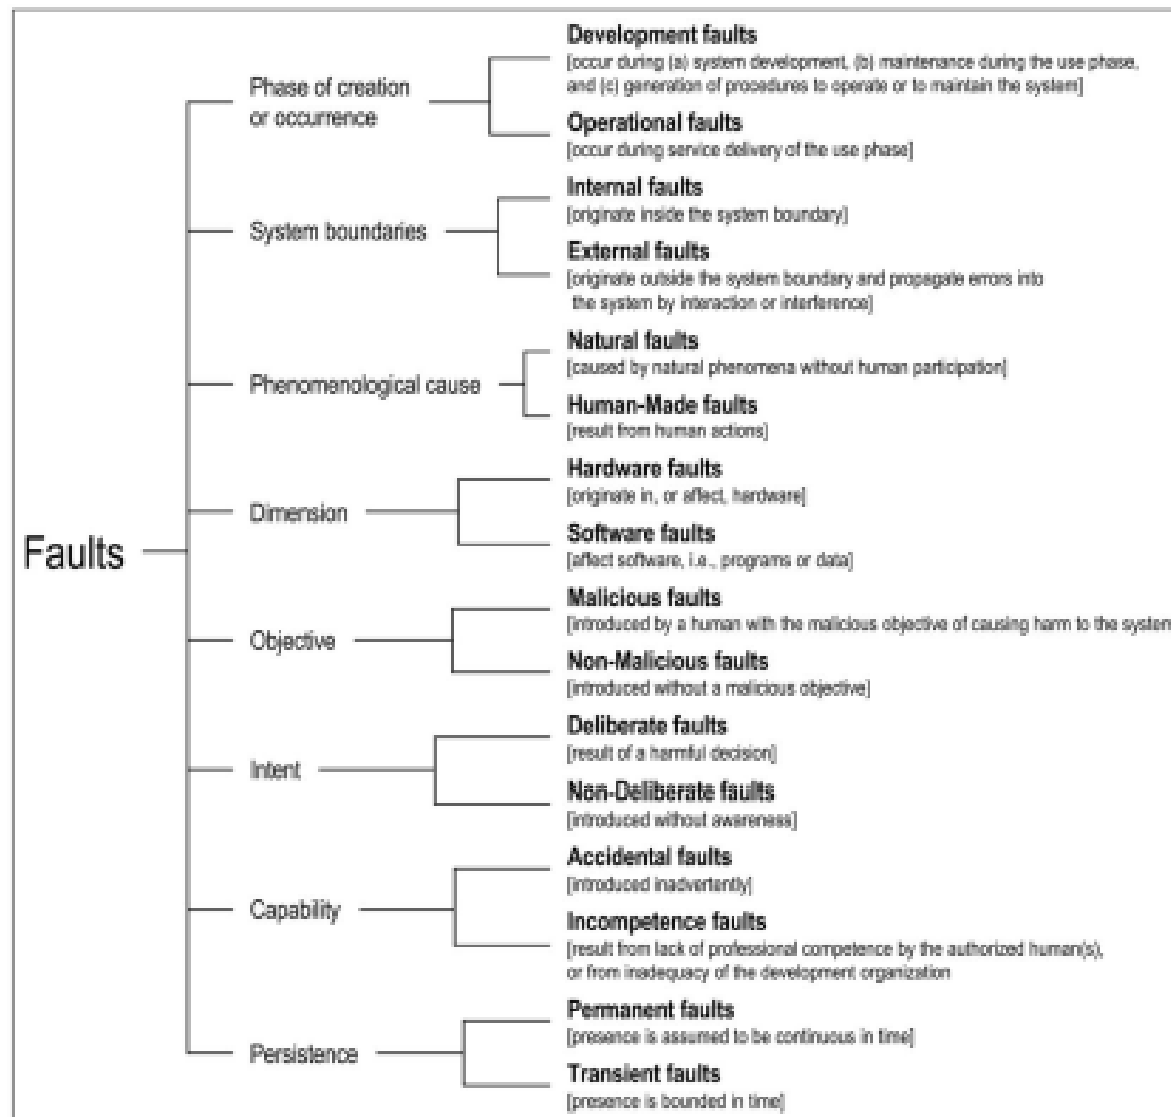 Faults
Phase of creation
or occurrence
Development faults
[occur during (a) system development, (b) maintenance during the use phase,
and (c) generation of procedures to operate or to maintain the system]
Operational faults
[occur during service delivery of the use phase]
System boundaries
Internal faults
[originate inside the system boundary]
External faults
[originate outside the system boundary and propagate errors into
the system by interaction or interference]
Phenomenological cause
Natural faults
[caused by natural phenomena without human participation]
Human-Made faults
[result from human actions]
Dimension
Hardware faults
[originate in, or affect, hardware]
Software faults
[affect software, i.e., programs or data]
Objective
Malicious faults
[introduced by a human with the malicious objective of causing harm to the system
Non-Malicious faults
[introduced without a malicious objective]
Intent
Deliberate faults
[result of a harmful decision]
Non-Deliberate faults
[introduced without awareness]
Capability
Accidental faults
[introduced inadvertently]
Incompetence faults
[result from lack of professional competence by the authorized human(s),
or from inadequacy of the development organization
Persistence
Permanent faults
[presence is assumed to be continuous in time]
Transient faults
[presence is bounded in time]